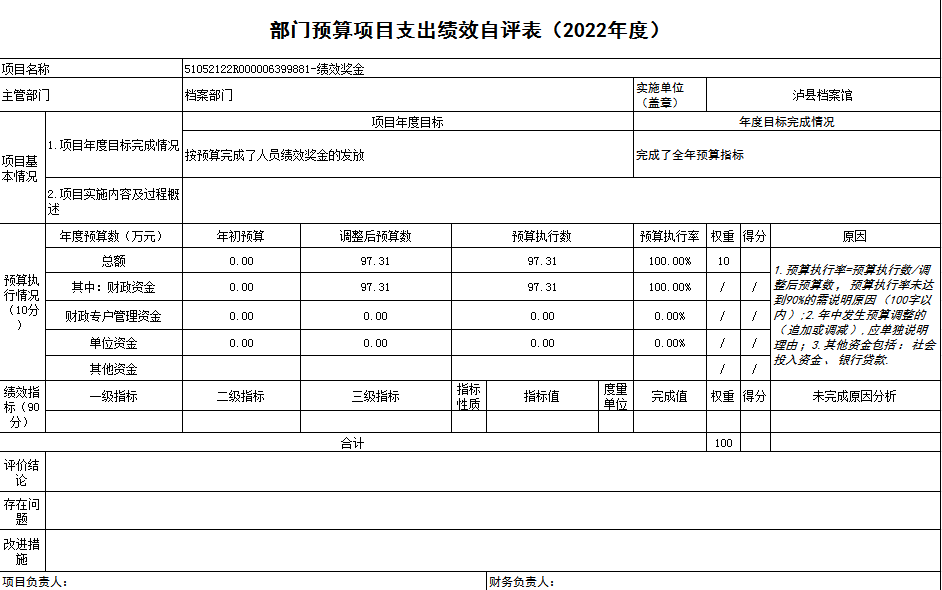 部门预算项目支出绩效自评表（2022年度）
项目名称 51052122R000006399881-绩效奖金
主管部门 档案部门 实施单位（盖章） 泸县档案馆
项目基本情况
1.项目年度目标完成情况
项目年度目标 年度目标完成情况
按预算完成了人员绩效奖金的发放 完成了全年预算指标
2.项目实施内容及过程概述
预算执行情况（10分）
年度预算数（万元） 年初预算 调整后预算数 预算执行数 预算执行率 权重 得分 原因
总额 0.00 97.31 97.31 100.00% 10
其中：财政资金 0.00 97.31 97.31 100.00% / /
财政专户管理资金 0.00 0.00 0.00 0.00% / /
单位资金 0.00 0.00 0.00 0.00% / /
其他资金 / /
1.预算执行率=预算执行数/调
整后预算数， 预算执行率未达
到90%的需说明原因（100字以
内）;2.年中发生预算调整的
（追加或调减）,应单独说明
理由；3.其他资金包括：社会
投入资金、银行贷款.
绩效指标（90分）
一级指标 二级指标 三级指标 指标性质 指标值 度量单位 完成值 权重 得分 未完成原因分析
合计 100
评价结论
存在问题
改进措施
项目负责人： 财务负责人：